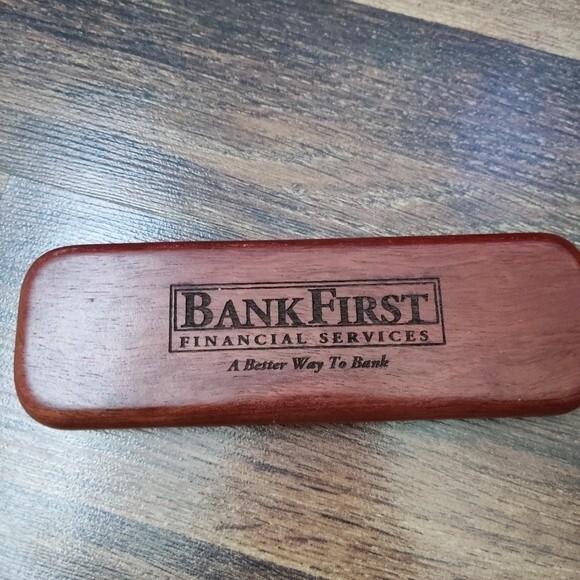 BANKFIRST
FINANCIAL SERVICES
A Better Way To Bank